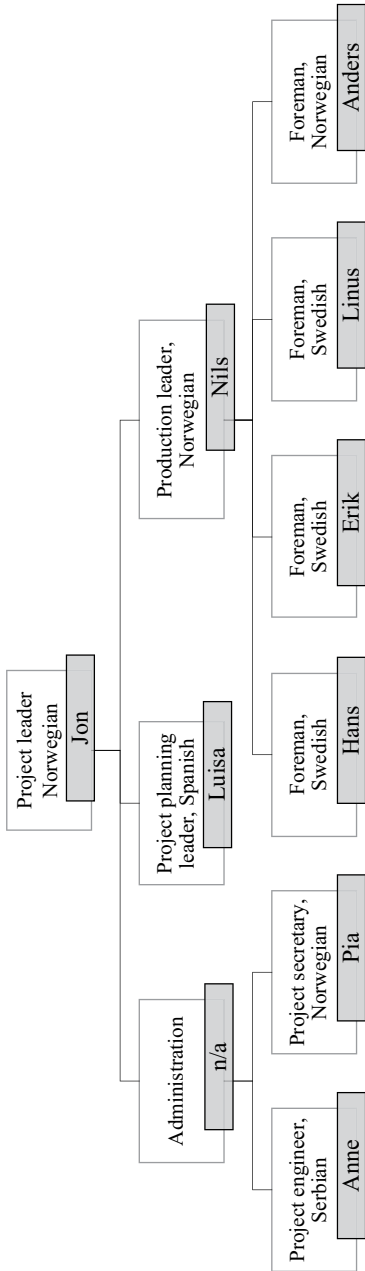 Project leader
Norwegian
Jon
Administration
n/a
Project planning
leader, Spanish
Luisa
Production leader,
Norwegian
Nils
Project engineer,
Serbian
Anne
Project secretary,
Norwegian
Pia
Foreman,
Swedish
Hans
Foreman,
Swedish
Erik
Foreman,
Swedish
Linus
Foreman,
Norwegian
Anders